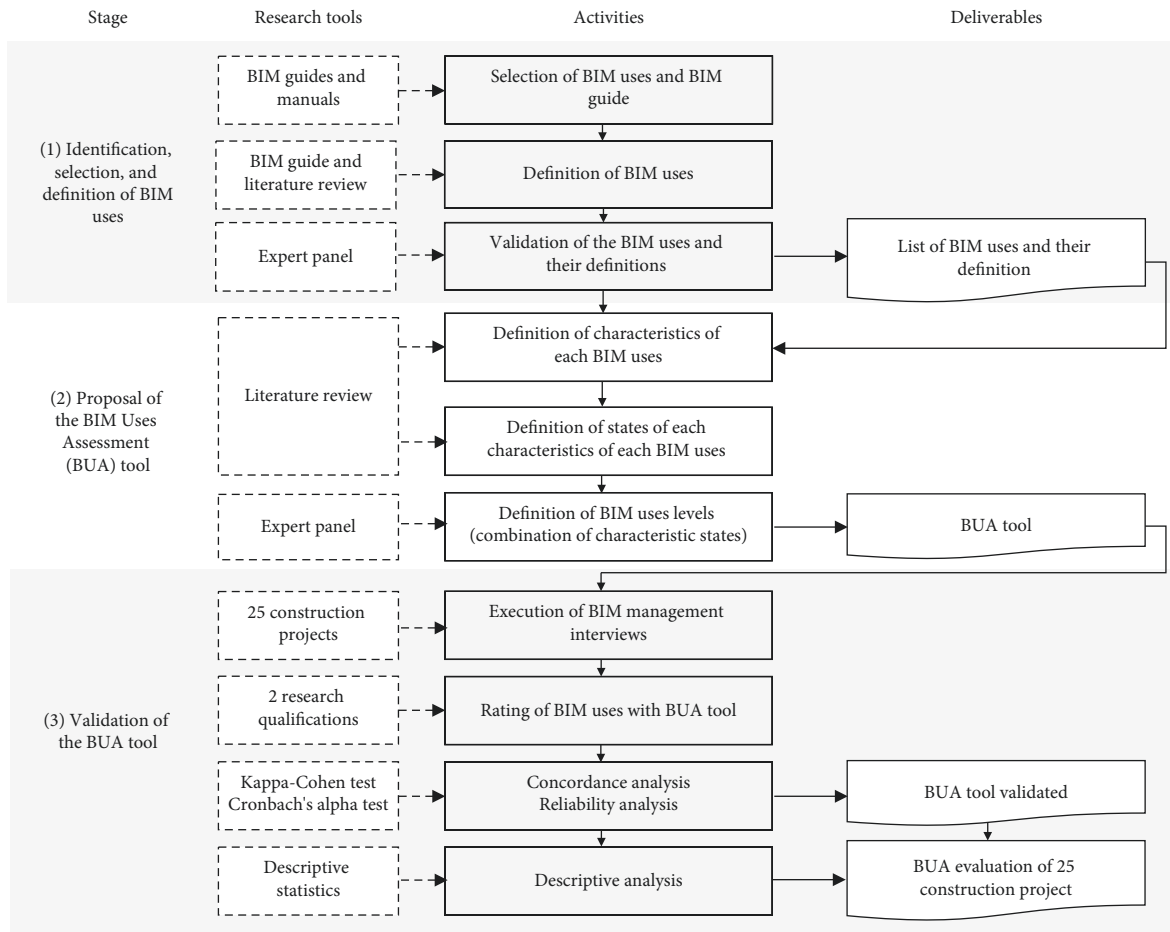 Stage
Research tools
Activities
Deliverables
(1) Identification,
selection, and
definition of BIM
uses
BIM guides and
manuals
Selection of BIM uses and BIM
guide
BIM guide and
literature review
Definition of BIM uses
Expert panel
Validation of the BIM uses and
their definitions
List of BIM uses and their
definition
(2) Proposal of
the BIM Uses
Assessment
(BUA) tool
Literature review
Definition of characteristics of
each BIM uses
Definition of states of each
characteristics of each BIM uses
Expert panel
Definition of BIM uses levels
(combination of characteristic states)
BUA tool
(3) Validation of
the BUA tool
25 construction
projects
Execution of BIM management
interviews
2 research
qualifications
Rating of BIM uses with BUA tool
Kappa-Cohen test
Cronbach's alpha test
Concordance analysis
Reliability analysis
BUA tool validated
Descriptive
statistics
Descriptive analysis
BUA evaluation of 25
construction project